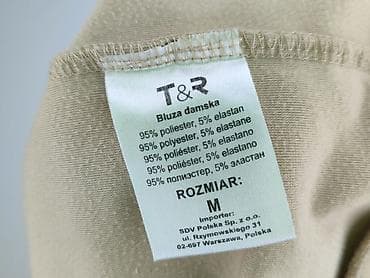 T&R
Bluza damska
95% poliester, 5% elastan
95% polyester, 5% elastane
95% poliéster, 5% elastano
95% poliéster, 5% elastan
95% полиэстер, 5% эластан
ROZMIAR:
M
Importer:
SDV Polska Sp. z o.o.
ul. Rzymowskiego 31
02-697 Warszawa, Polska